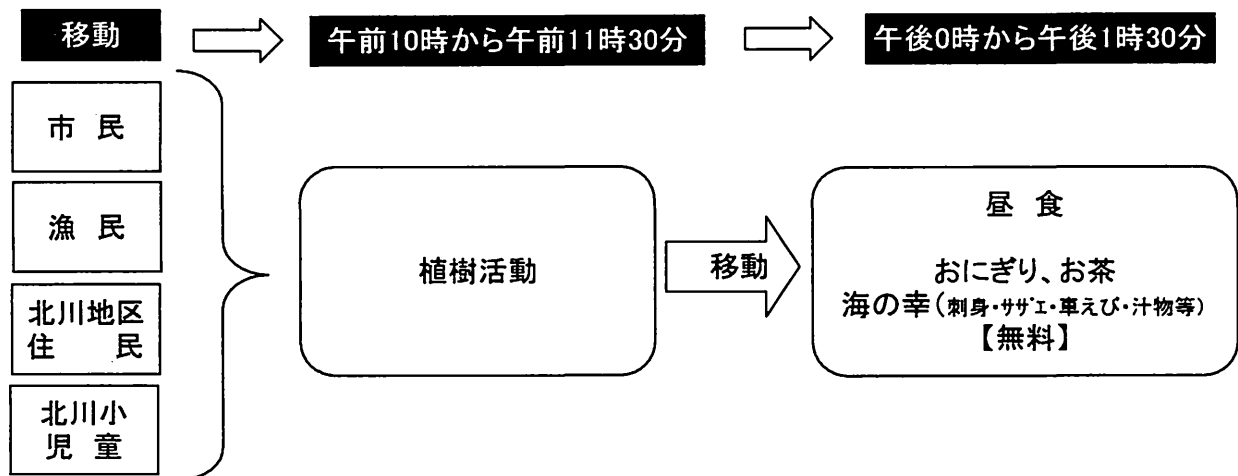 移動
午前10時から午前11時30分
午後0時から午後1時30分
市 民
漁 民
北川地区
住 民
北川小
児 童
植樹活動
移動
昼 食
おにぎり、お茶
海の幸(刺身・ｻｻﾞｴ・車えび・汁物等)
【無料】